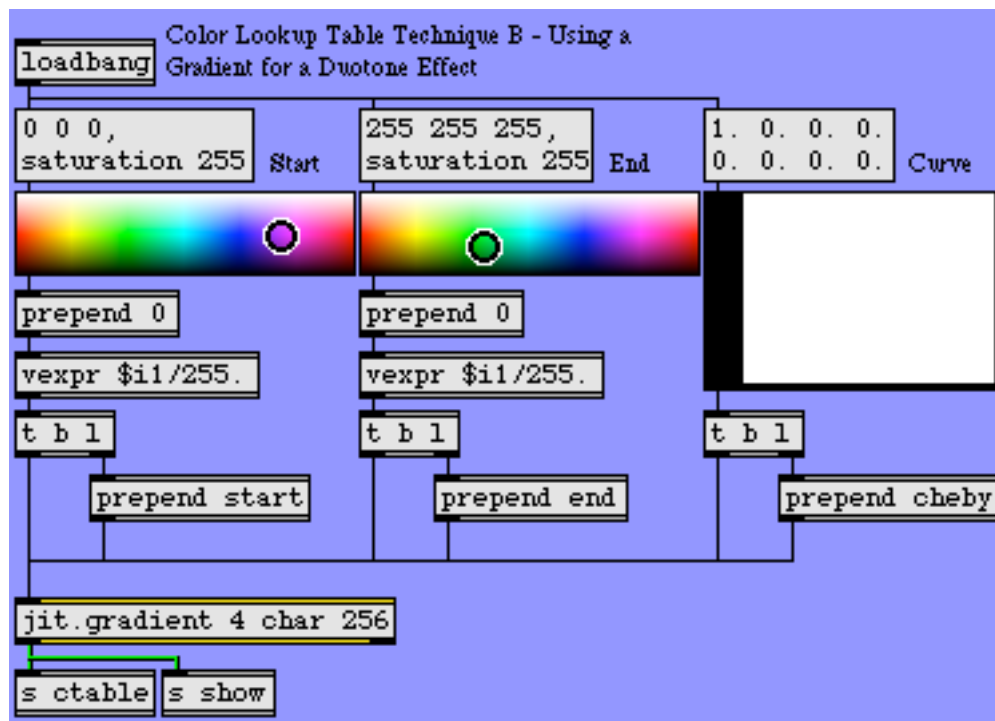 Color Lookup Table Technique B - Using a
loadbang
Gradient for a Duotone Effect
0 0 0,
saturation 255
Start
255 255 255,
saturation 255
End
1. 0. 0. 0.
0. 0. 0. 0.
Curve
prepend 0
prepend 0
vexpr $i1/255.
vexpr $i1/255.
t b l
t b l
t b l
prepend start
prepend end
prepend cheby
jit.gradient 4 char 256
s ctable
s show